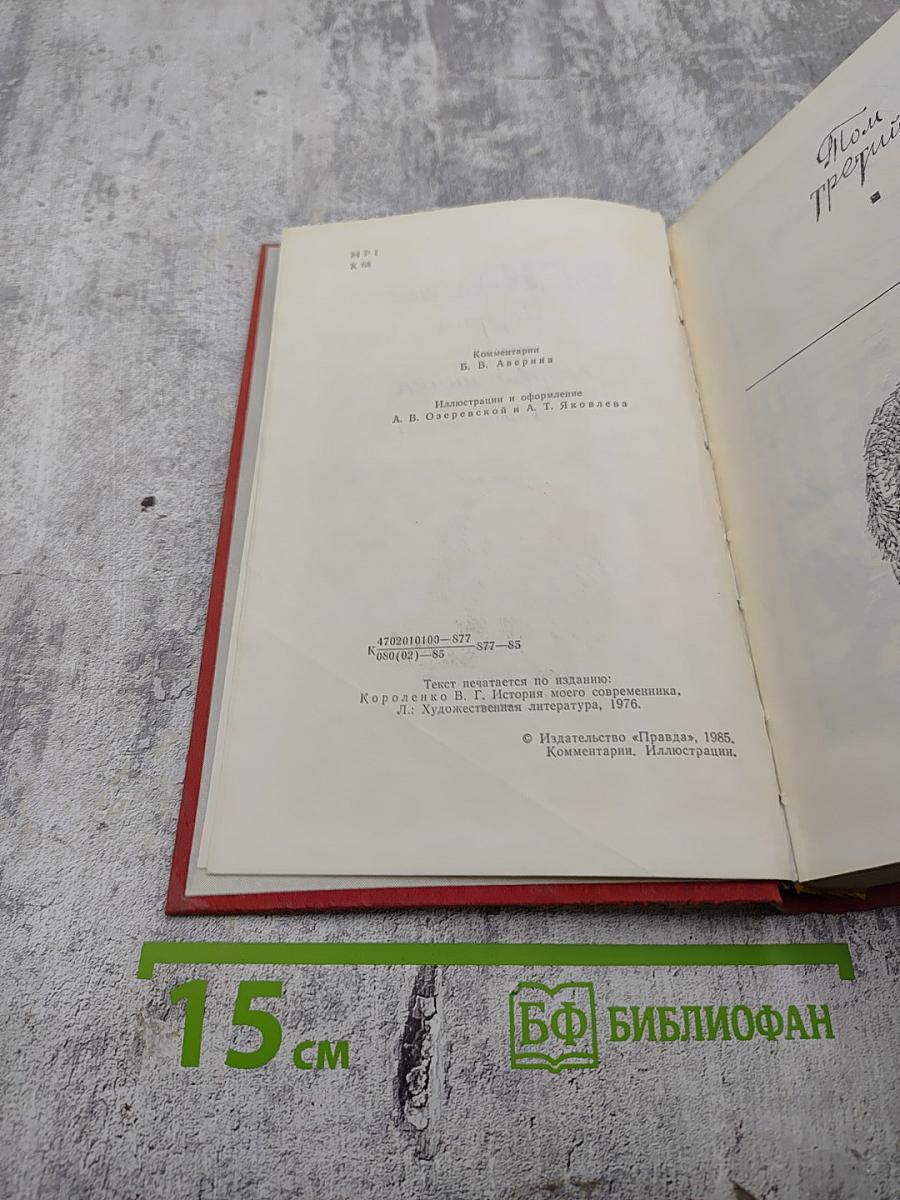 84 Р 1
К 68
Комментарии
Б. В. Аверина
Иллюстрации и оформление
А. В. Озеревской и А. Т. Яковлева
К 4702010100—877
080(02)—85
877—85
Текст печатается по изданию:
Короленко В. Г. История моего современника.
Л.: Художественная литература, 1976.
© Издательство «Правда», 1985.
Комментарии. Иллюстрации.
Том
третий
15 см
БФ БИБЛИОФАН